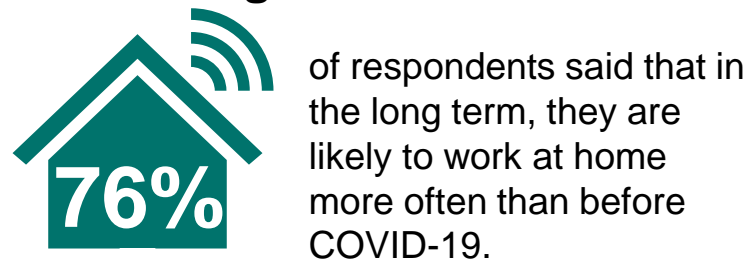 76%
of respondents said that in
the long term, they are
likely to work at home
more often than before
COVID-19.